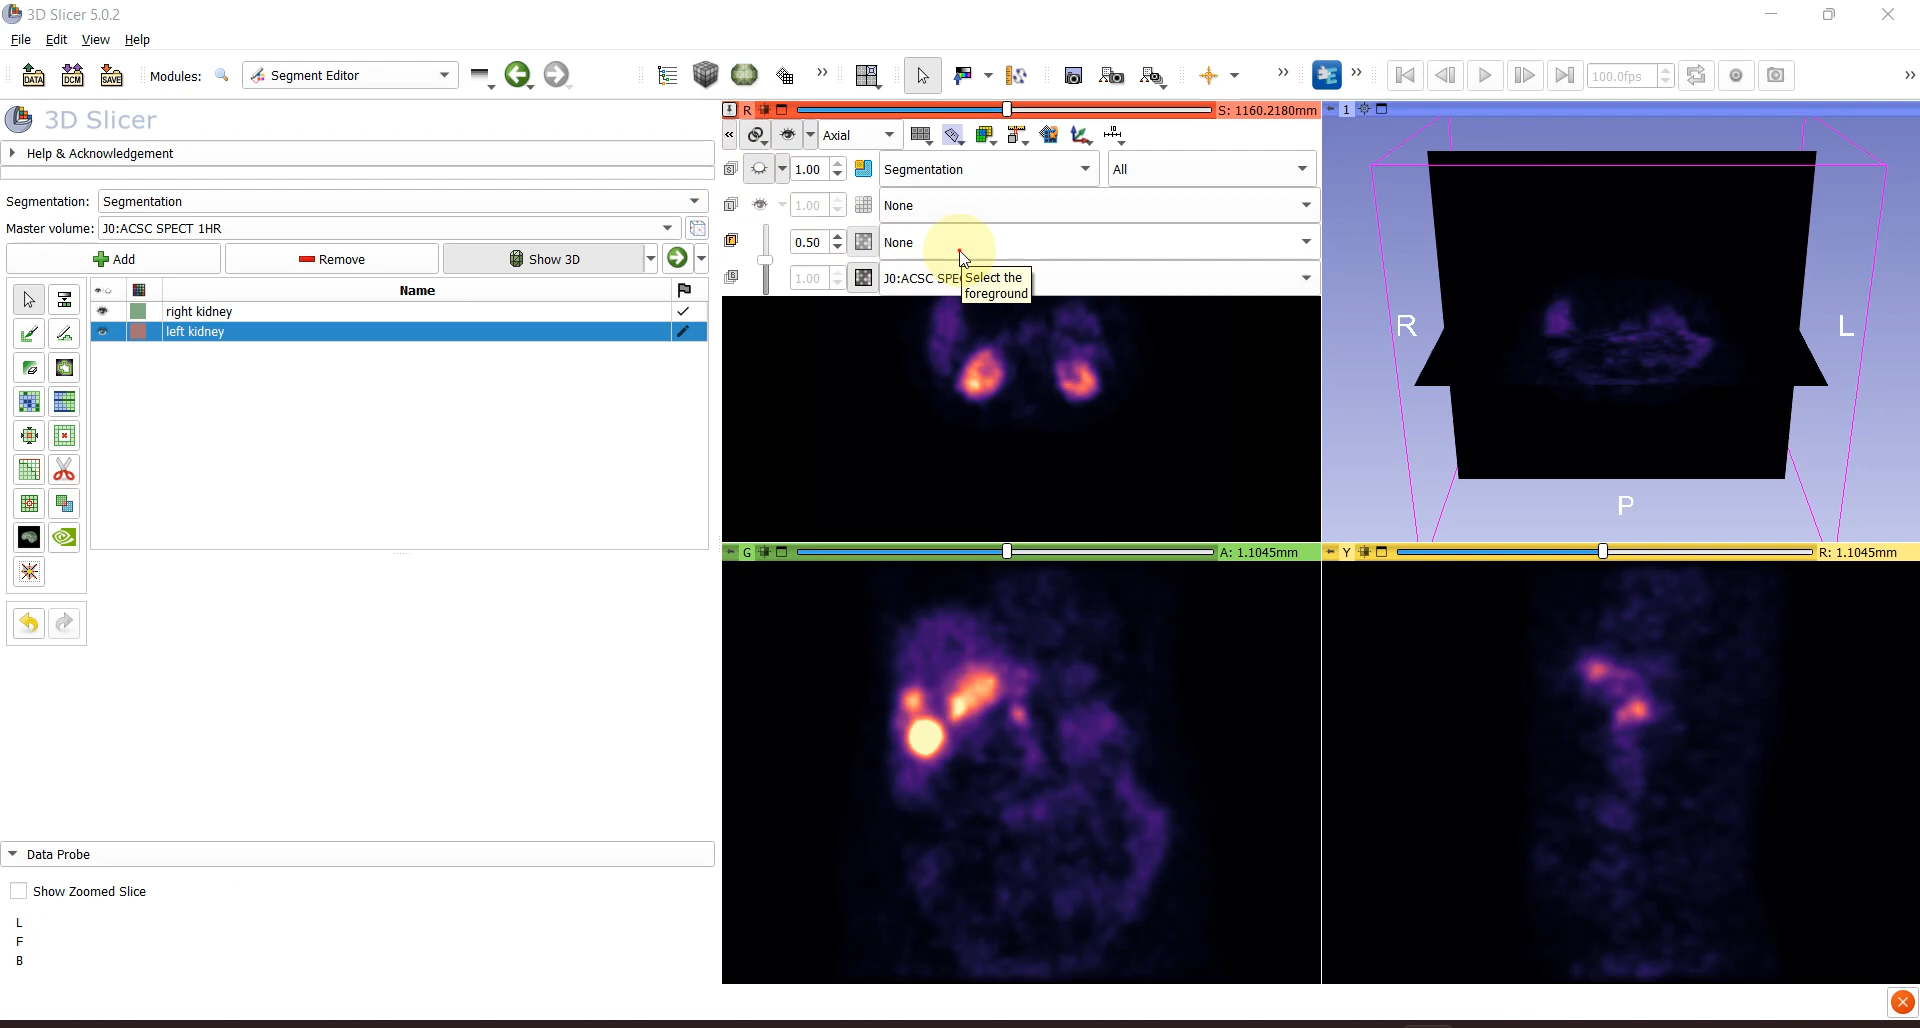 3D Slicer 5.0.2
File Edit View Help
DATA DCM SAVE Modules: Segment Editor 100.0fps
3D Slicer
Help & Acknowledgement
Segmentation: Segmentation
Master volume: J0:ACSC SPECT 1HR
Add Remove Show 3D
Name
right kidney
left kidney
Data Probe
Show Zoomed Slice
L
F
B
R S: 1160.2180mm
Axial
S 1.00 Segmentation All
L 1.00 None
F 0.50 None
B 1.00 J0:ACSC SPE
Select the
foreground
1
R L
P
G A: 1.1045mm
Y R: 1.1045mm